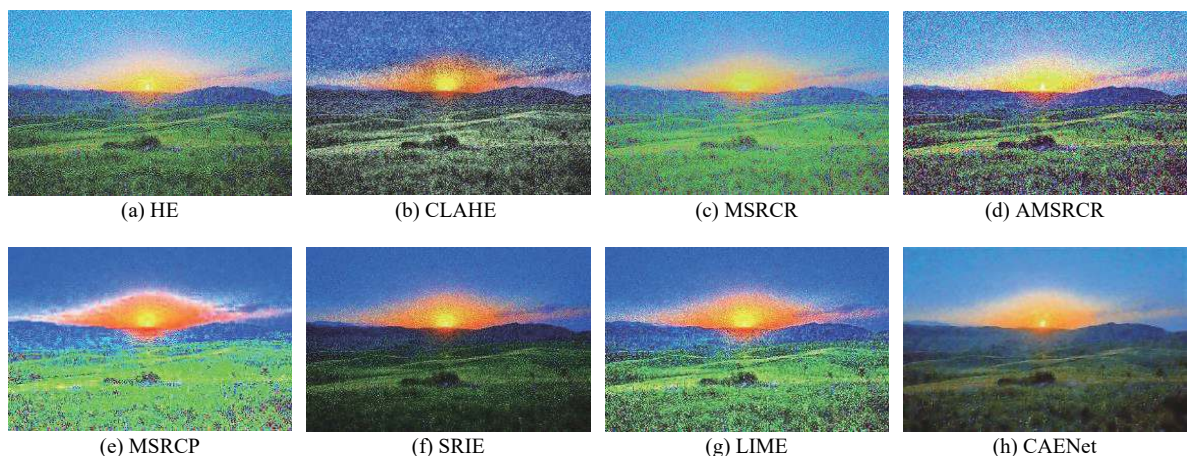 (a) HE
(b) CLAHE
(c) MSRCR
(d) AMSRCR
(e) MSRCP
(f) SRIE
(g) LIME
(h) CAENet